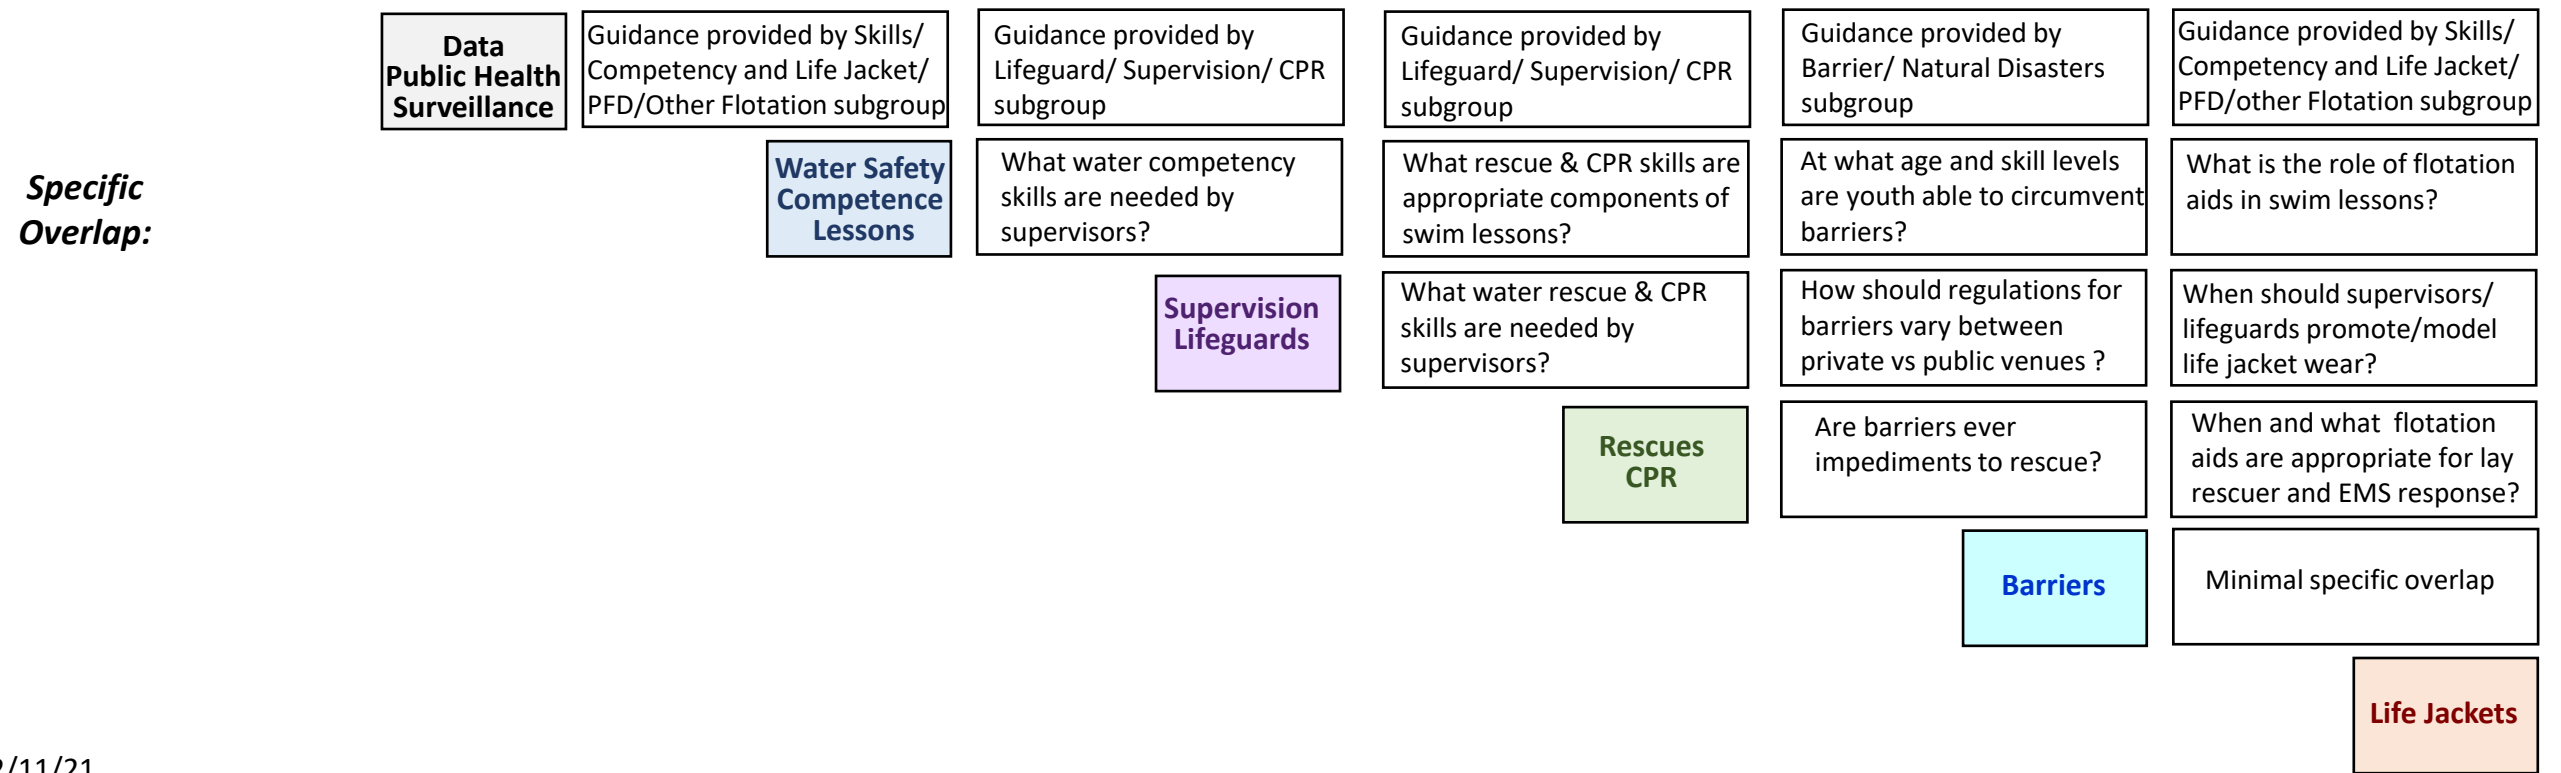 Data
Public Health
Surveillance
Guidance provided by Skills/
Competency and Life Jacket/
PFD/Other Flotation subgroup
Guidance provided by
Lifeguard/ Supervision/ CPR
subgroup
Guidance provided by
Lifeguard/ Supervision/ CPR
subgroup
Guidance provided by
Barrier/ Natural Disasters
subgroup
Guidance provided by Skills/
Competency and Life Jacket/
PFD/other Flotation subgroup
Specific
Overlap:
Water Safety
Competence
Lessons
What water competency
skills are needed by
supervisors?
What rescue & CPR skills are
appropriate components of
swim lessons?
At what age and skill levels
are youth able to circumvent
barriers?
What is the role of flotation
aids in swim lessons?
Supervision
Lifeguards
What water rescue & CPR
skills are needed by
supervisors?
How should regulations for
barriers vary between
private vs public venues ?
When should supervisors/
lifeguards promote/model
life jacket wear?
Rescues
CPR
Are barriers ever
impediments to rescue?
When and what flotation
aids are appropriate for lay
rescuer and EMS response?
Barriers
Minimal specific overlap
Life Jackets
2/11/21